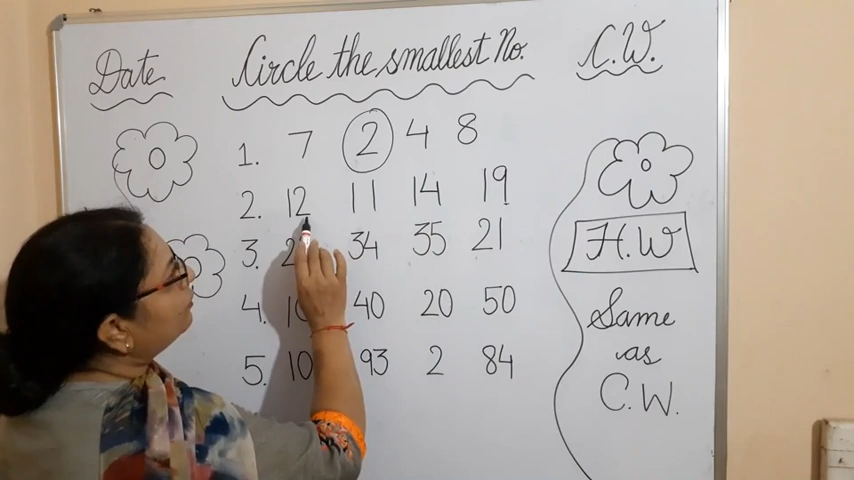 Date Circle the smallest No. C.W.
1. 7 2 4 8
2. 12 11 14 19
3. 34 35 21
4. 40 20 50
5. 93 2 84
H.W
Same
as
C.W.